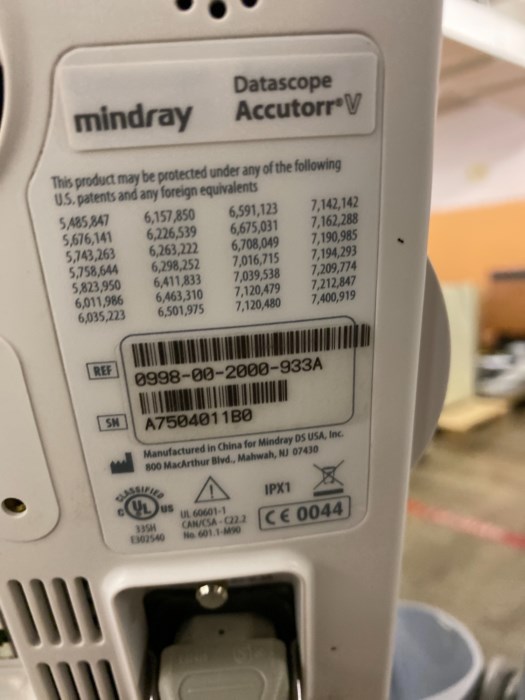 mindray
Datascope
Accutorr® V
This product may be protected under any of the following
U.S. patents and any foreign equivalents
5,485,847 6,157,850 6,591,123 7,142,142
5,676,141 6,226,539 6,675,031 7,162,288
5,743,263 6,263,222 6,708,049 7,190,985
5,758,644 6,298,252 7,016,715 7,194,293
5,823,950 6,411,833 7,039,538 7,209,774
6,011,986 6,463,310 7,120,479 7,212,847
6,035,223 6,501,975 7,120,480 7,400,919
REF
0998-00-2000-933A
SN
A7504011B0
Manufactured in China for Mindray DS USA, Inc.
800 MacArthur Blvd., Mahwah, NJ 07430
CLASSIFIED
C UL US
33SH
E302540
UL 60601-1
CAN/CSA - C22.2
No. 601.1-M90
IPX1
CE 0044